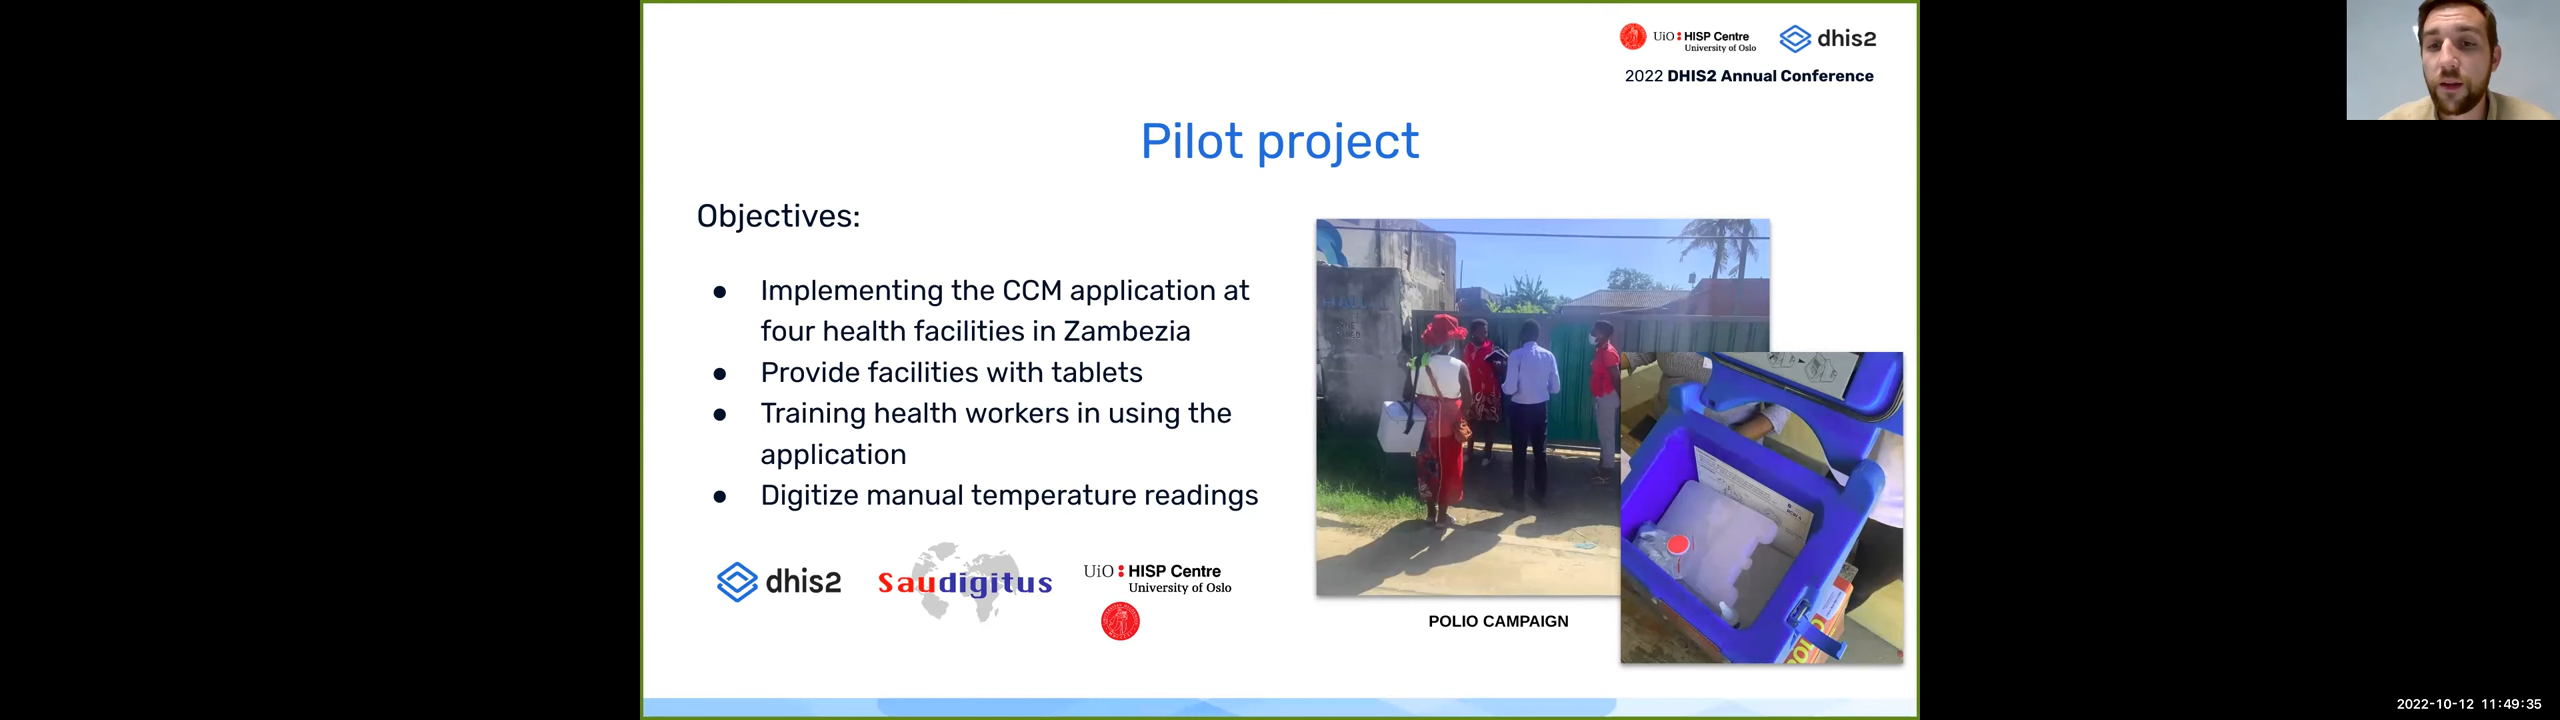 UiO HISP Centre
University of Oslo
dhis2
2022 DHIS2 Annual Conference
Pilot project
Objectives:
● Implementing the CCM application at
four health facilities in Zambezia
● Provide facilities with tablets
● Training health workers in using the
application
● Digitize manual temperature readings
dhis2
Saudigitus
UiO HISP Centre
University of Oslo
POLIO CAMPAIGN
2022-10-12 11:49:35